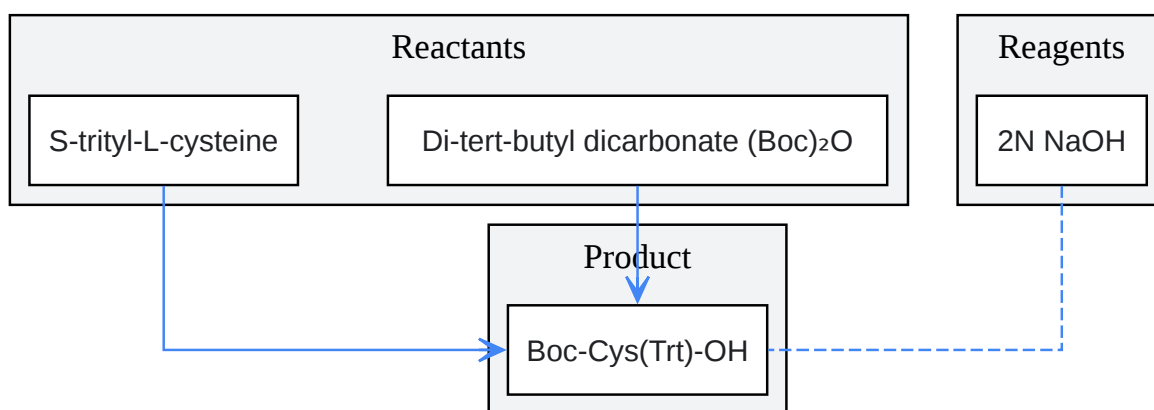 Reactants
Reagents
S-trityl-L-cysteine
Di-tert-butyl dicarbonate (Boc)₂O
2N NaOH
Product
Boc-Cys(Trt)-OH